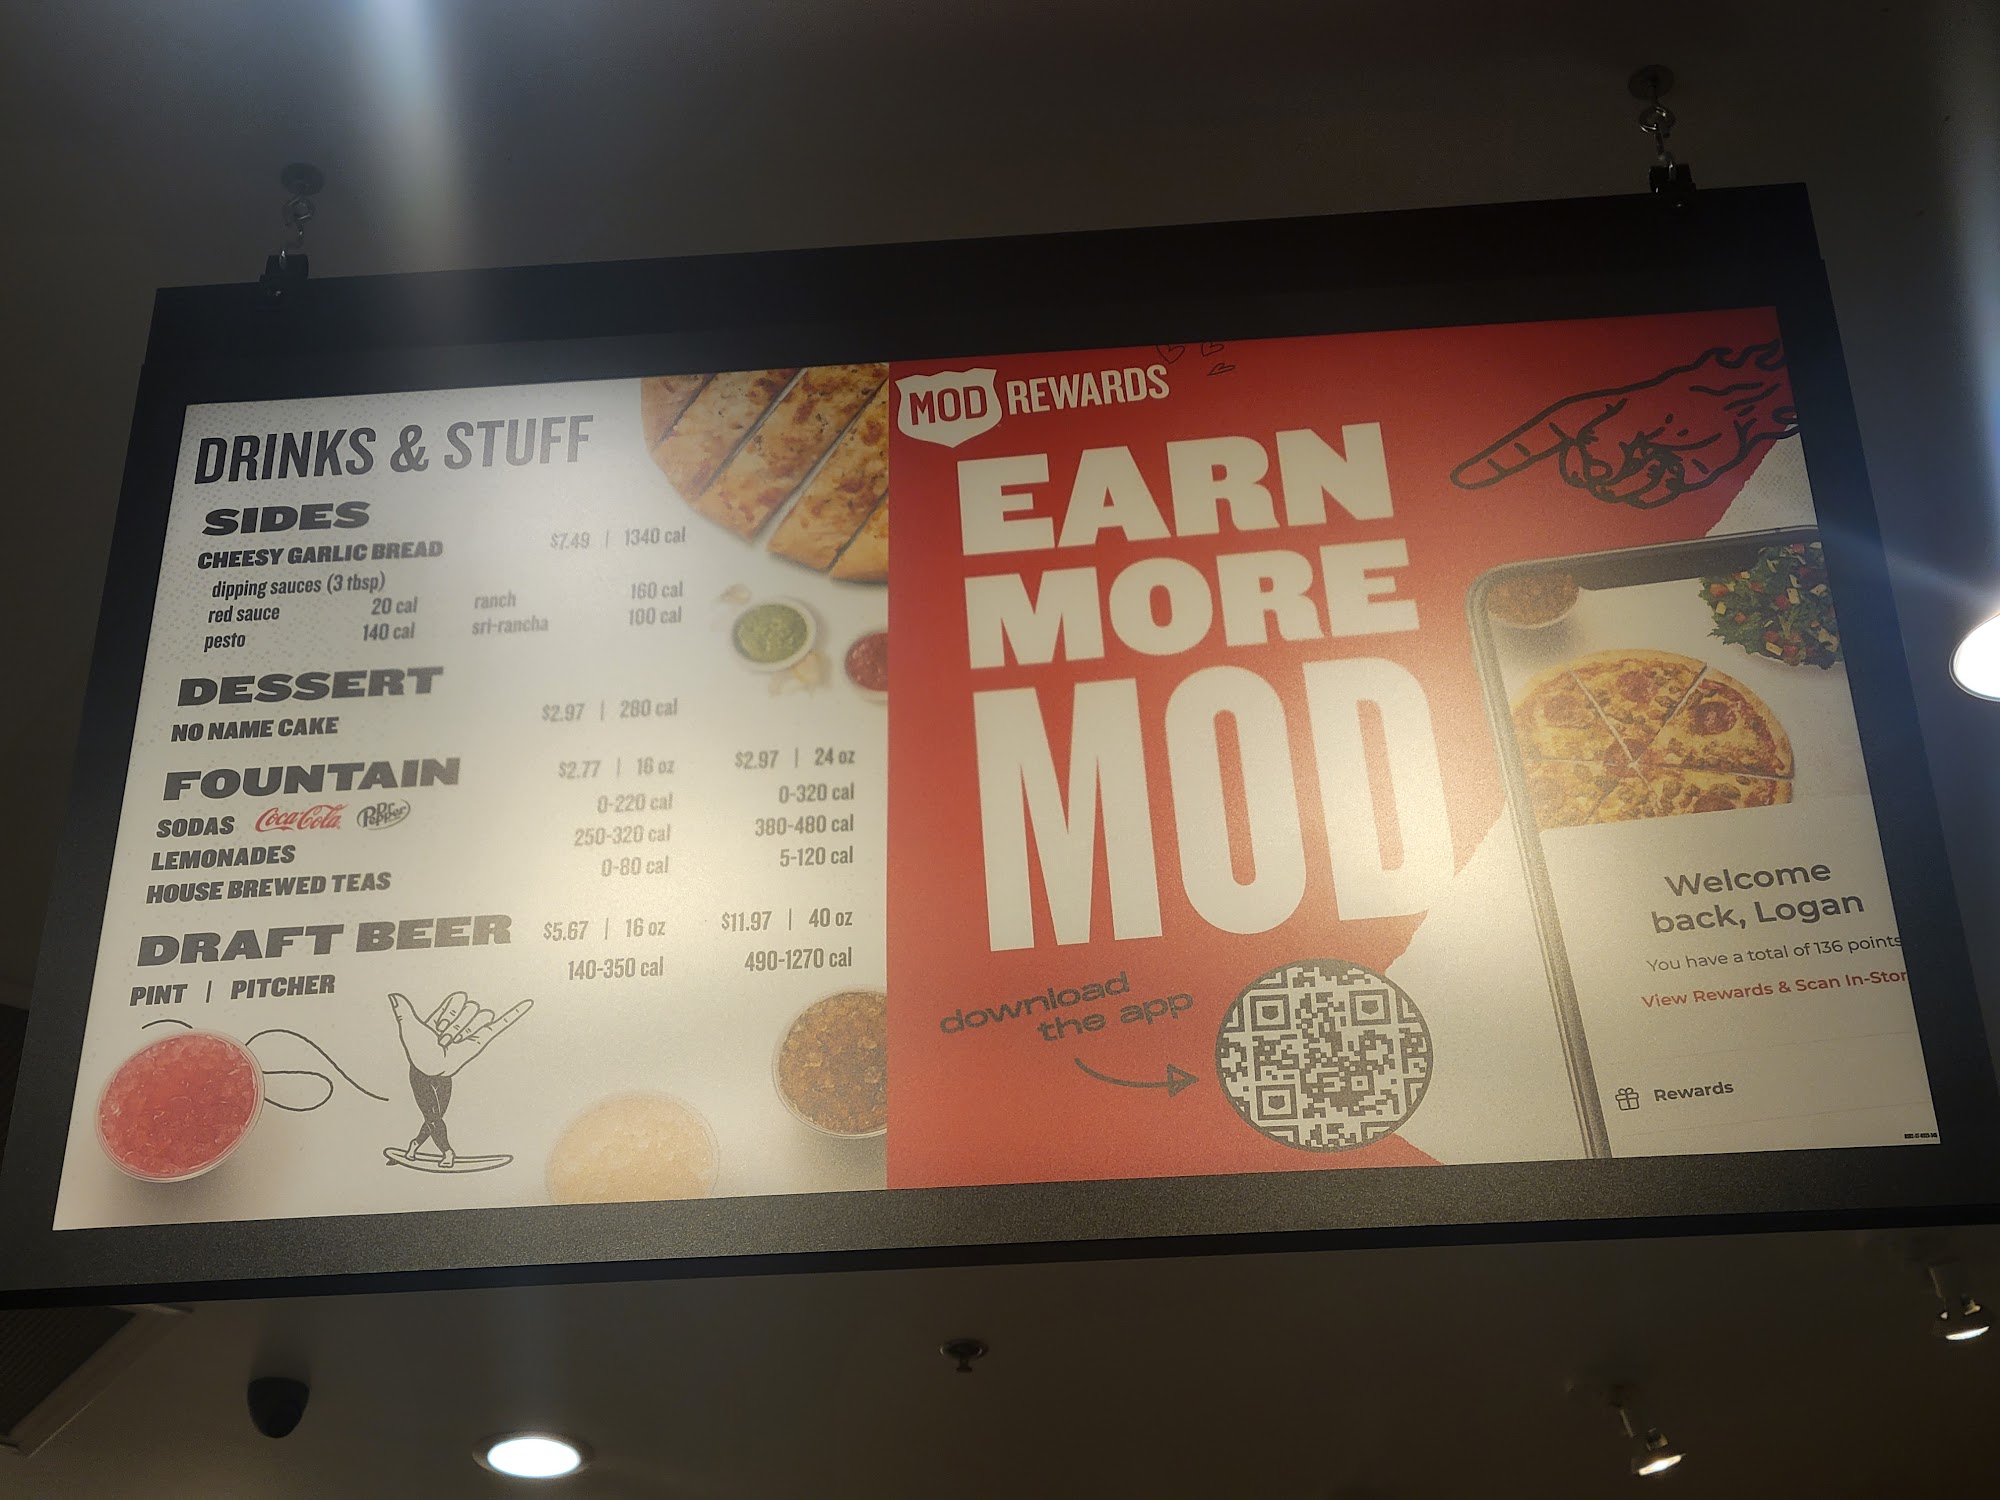 DRINKS & STUFF
SIDES
CHEESY GARLIC BREAD $7.49 | 1340 cal
dipping sauces (3 tbsp)
red sauce 20 cal ranch 160 cal
pesto 140 cal sri-rancha 100 cal
DESSERT
NO NAME CAKE $2.97 | 280 cal
FOUNTAIN $2.77 | 16 oz $2.97 | 24 oz
SODAS Coca-Cola Dr Pepper 0-220 cal 0-320 cal
LEMONADES 250-320 cal 380-480 cal
HOUSE BREWED TEAS 0-80 cal 5-120 cal
DRAFT BEER $5.67 | 16 oz $11.97 | 40 oz
PINT | PITCHER 140-350 cal 490-1270 cal
MOD REWARDS
EARN
MORE
MOD
download
the app
Welcome
back, Logan
You have a total of 136 points
View Rewards & Scan In-Stor
Rewards